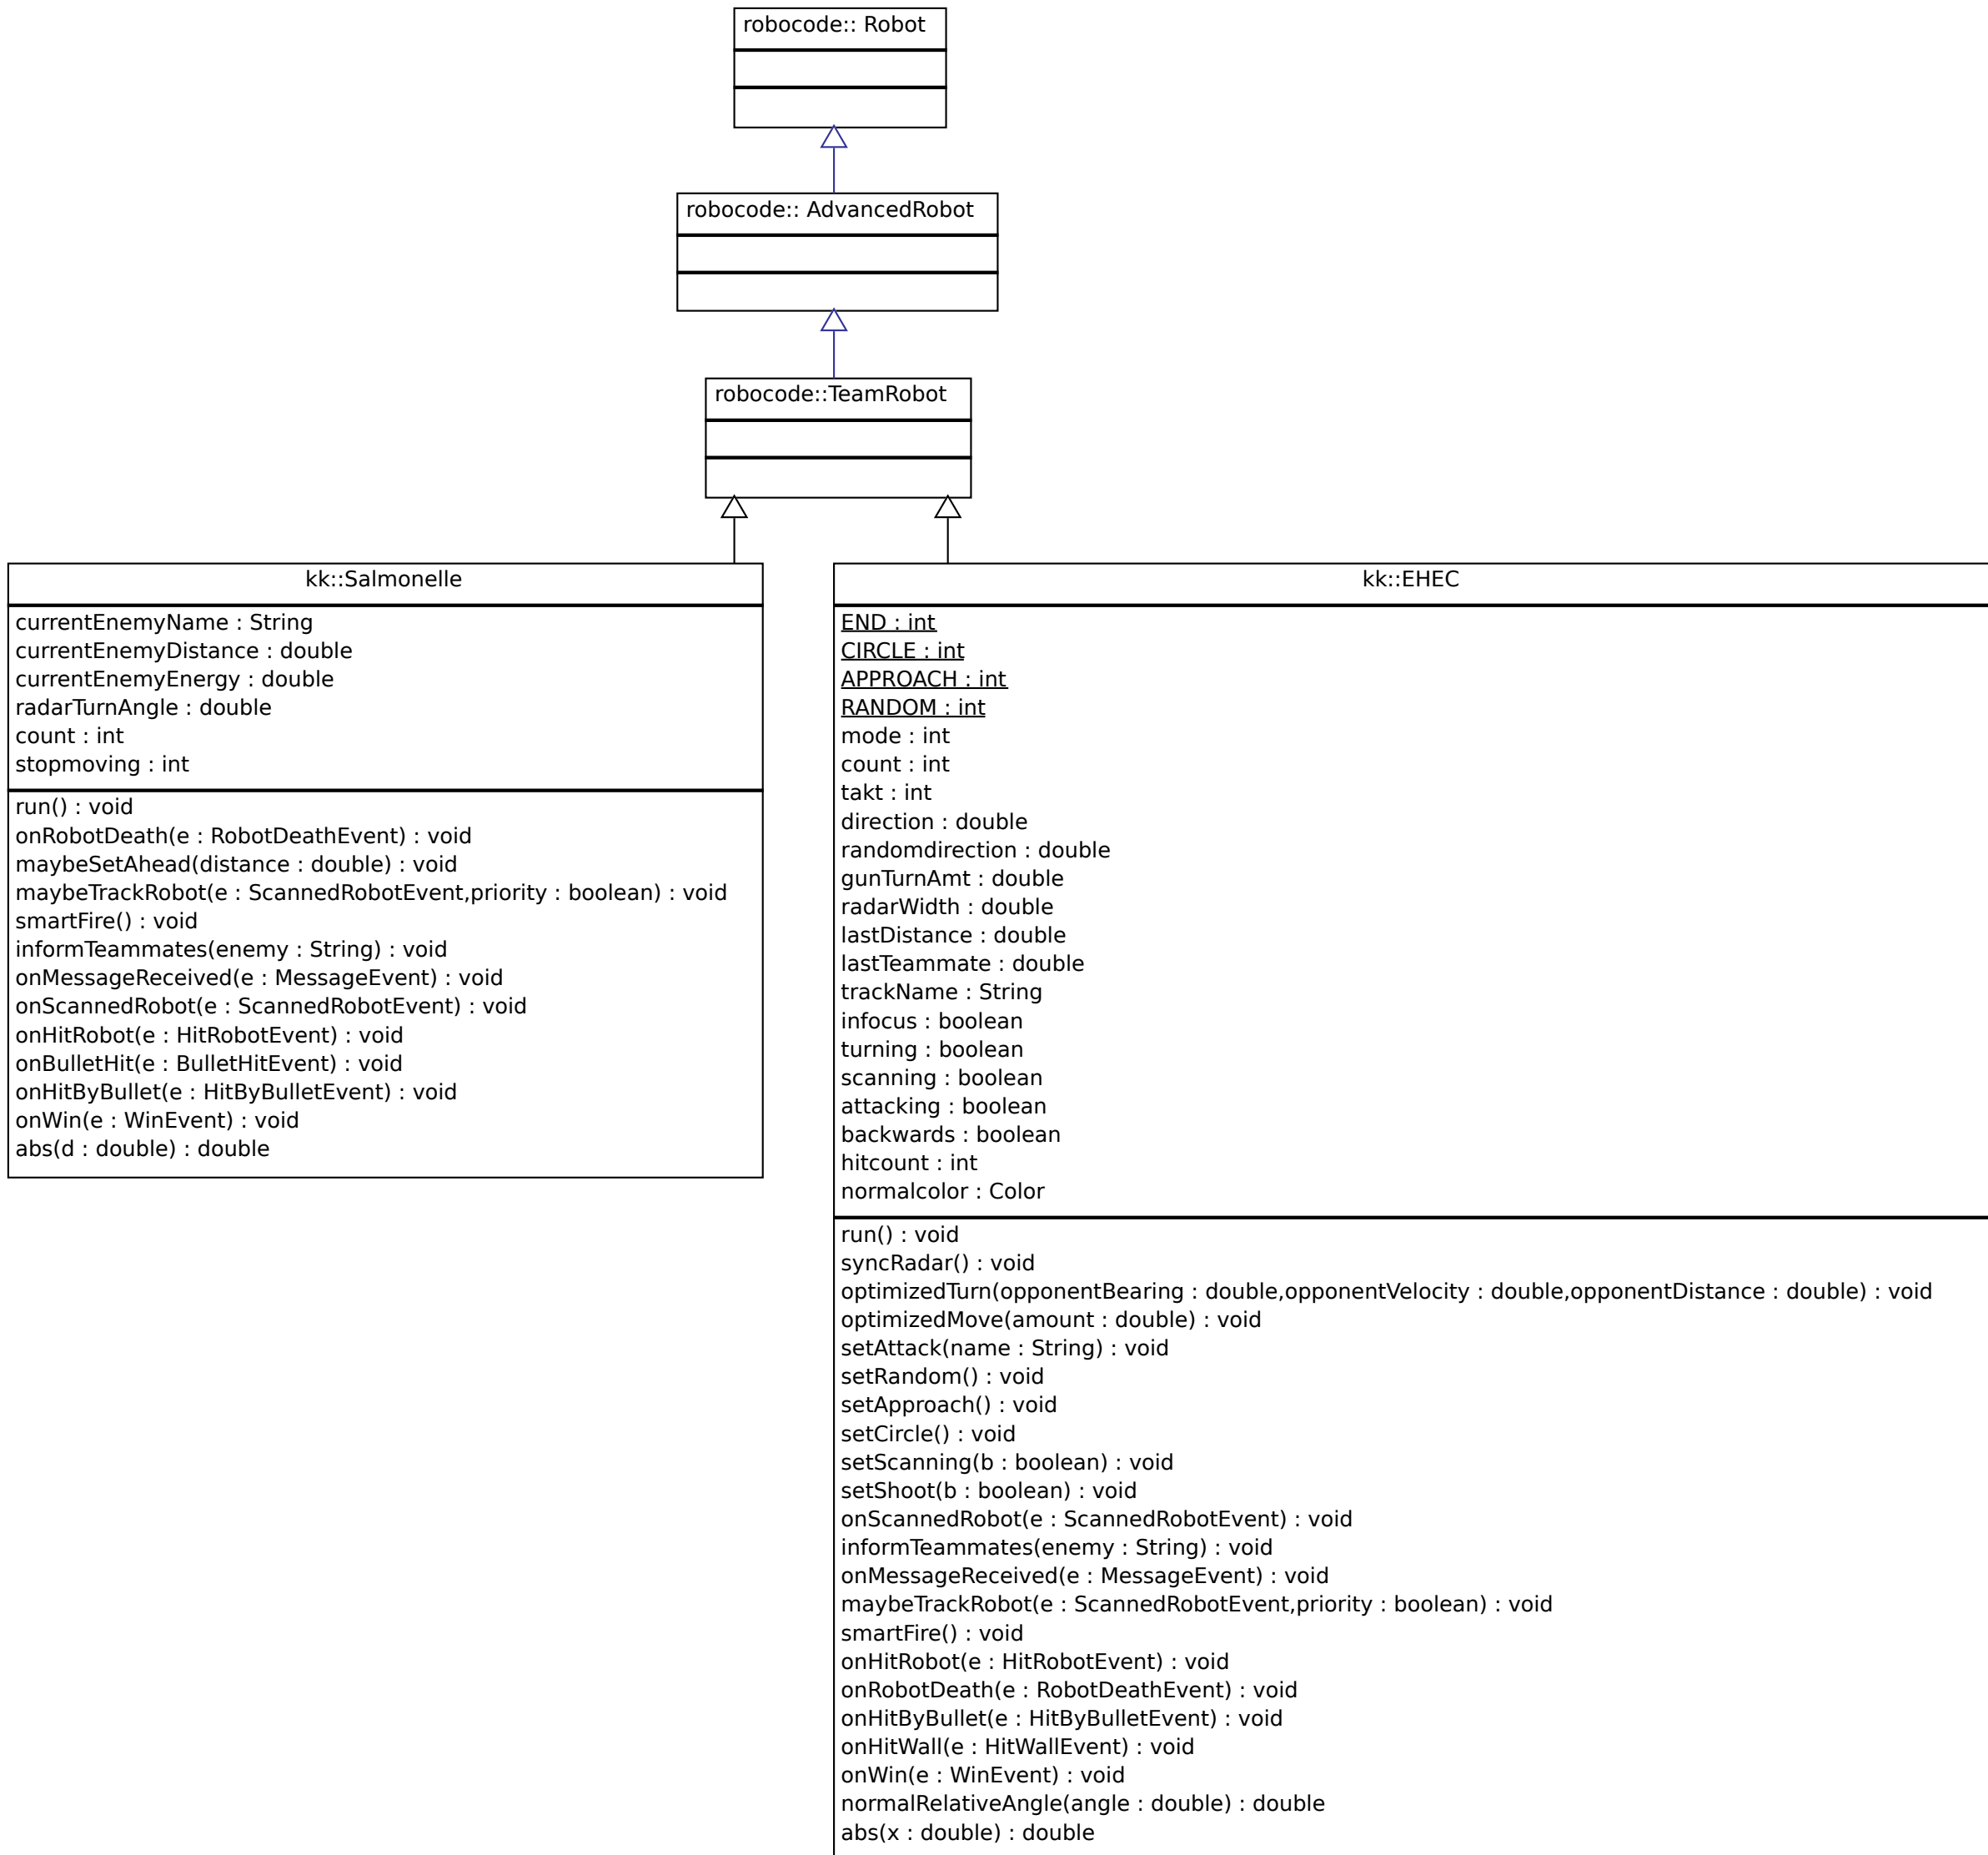 robocode:: Robot
robocode:: AdvancedRobot
robocode::TeamRobot
kk::Salmonelle
currentEnemyName : String
currentEnemyDistance : double
currentEnemyEnergy : double
radarTurnAngle : double
count : int
stopmoving : int
run() : void
onRobotDeath(e : RobotDeathEvent) : void
maybeSetAhead(distance : double) : void
maybeTrackRobot(e : ScannedRobotEvent,priority : boolean) : void
smartFire() : void
informTeammates(enemy : String) : void
onMessageReceived(e : MessageEvent) : void
onScannedRobot(e : ScannedRobotEvent) : void
onHitRobot(e : HitRobotEvent) : void
onBulletHit(e : BulletHitEvent) : void
onHitByBullet(e : HitByBulletEvent) : void
onWin(e : WinEvent) : void
abs(d : double) : double
kk::EHEC
END : int
CIRCLE : int
APPROACH : int
RANDOM : int
mode : int
count : int
takt : int
direction : double
randomdirection : double
gunTurnAmt : double
radarWidth : double
lastDistance : double
lastTeammate : double
trackName : String
infocus : boolean
turning : boolean
scanning : boolean
attacking : boolean
backwards : boolean
hitcount : int
normalcolor : Color
run() : void
syncRadar() : void
optimizedTurn(opponentBearing : double,opponentVelocity : double,opponentDistance : double) : void
optimizedMove(amount : double) : void
setAttack(name : String) : void
setRandom() : void
setApproach() : void
setCircle() : void
setScanning(b : boolean) : void
setShoot(b : boolean) : void
onScannedRobot(e : ScannedRobotEvent) : void
informTeammates(enemy : String) : void
onMessageReceived(e : MessageEvent) : void
maybeTrackRobot(e : ScannedRobotEvent,priority : boolean) : void
smartFire() : void
onHitRobot(e : HitRobotEvent) : void
onRobotDeath(e : RobotDeathEvent) : void
onHitByBullet(e : HitByBulletEvent) : void
onHitWall(e : HitWallEvent) : void
onWin(e : WinEvent) : void
normalRelativeAngle(angle : double) : double
abs(x : double) : double